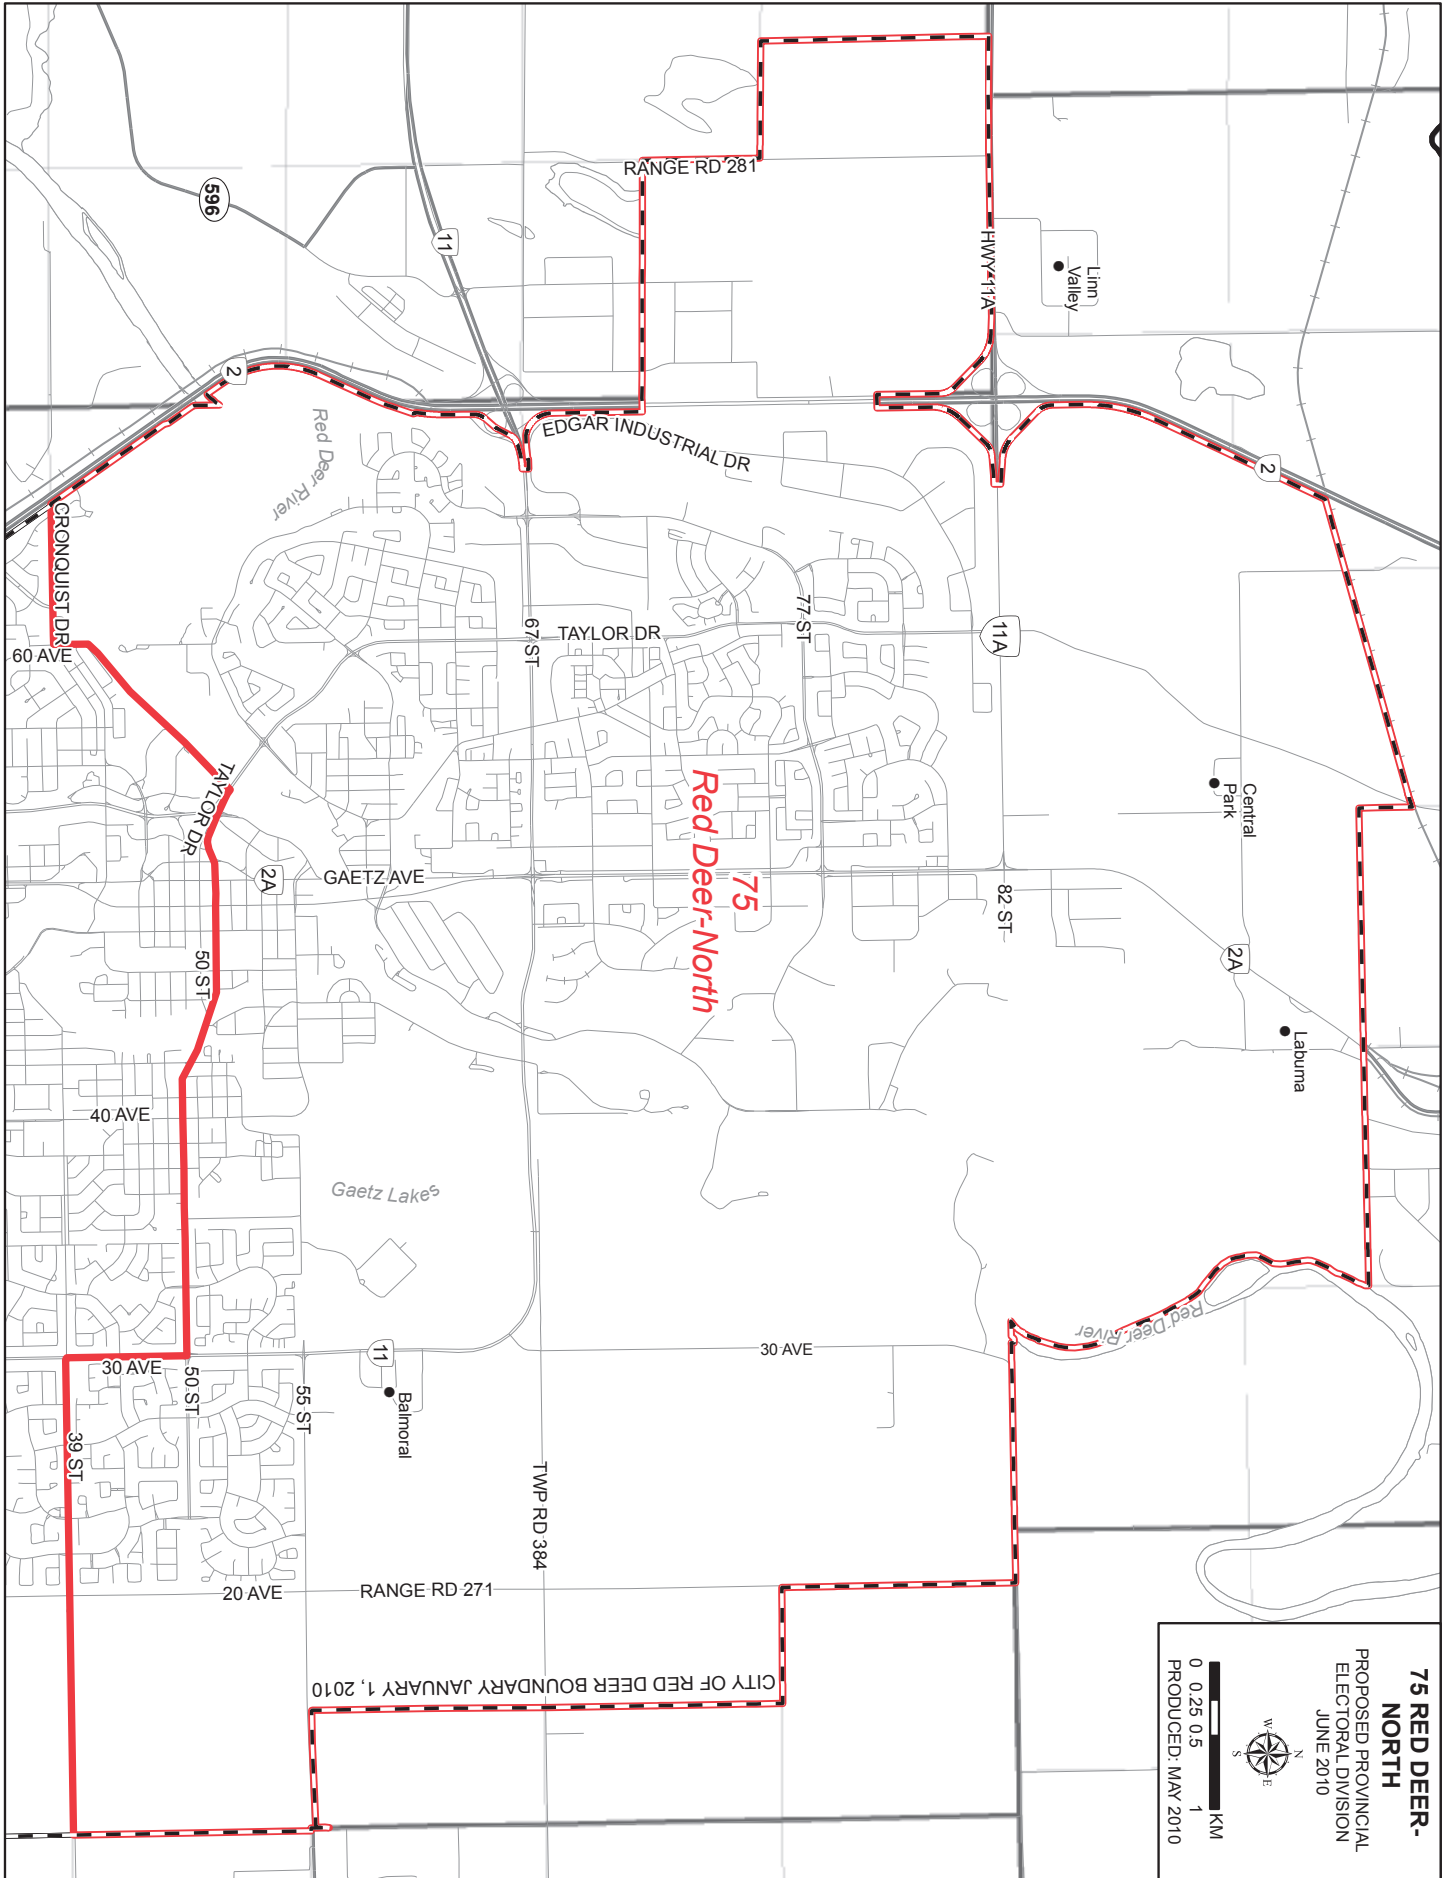 75 RED DEER-
NORTH
PROPOSED PROVINCIAL
ELECTORAL DIVISION
JUNE 2010
N
W
E
S
0 0.25 0.5 1
KM
PRODUCED: MAY 2010
Linn
Valley
HWY 11A
RANGE RD 281
596
11
2
2
EDGAR INDUSTRIAL DR
Red Deer
River
CRONQUIST DR
60 AVE
67 ST
TAYLOR DR
77 ST
11A
Central
Park
TAYLOR DR
75
Red Deer-North
GAETZ AVE
2A
82 ST
2A
50 ST
Labuma
40 AVE
Gaetz Lakes
Red Deer River
30 AVE
11
30 AVE
50 ST
55 ST
Balmoral
39 ST
TWP RD 384
20 AVE
RANGE RD 271
CITY OF RED DEER BOUNDARY JANUARY 1, 2010